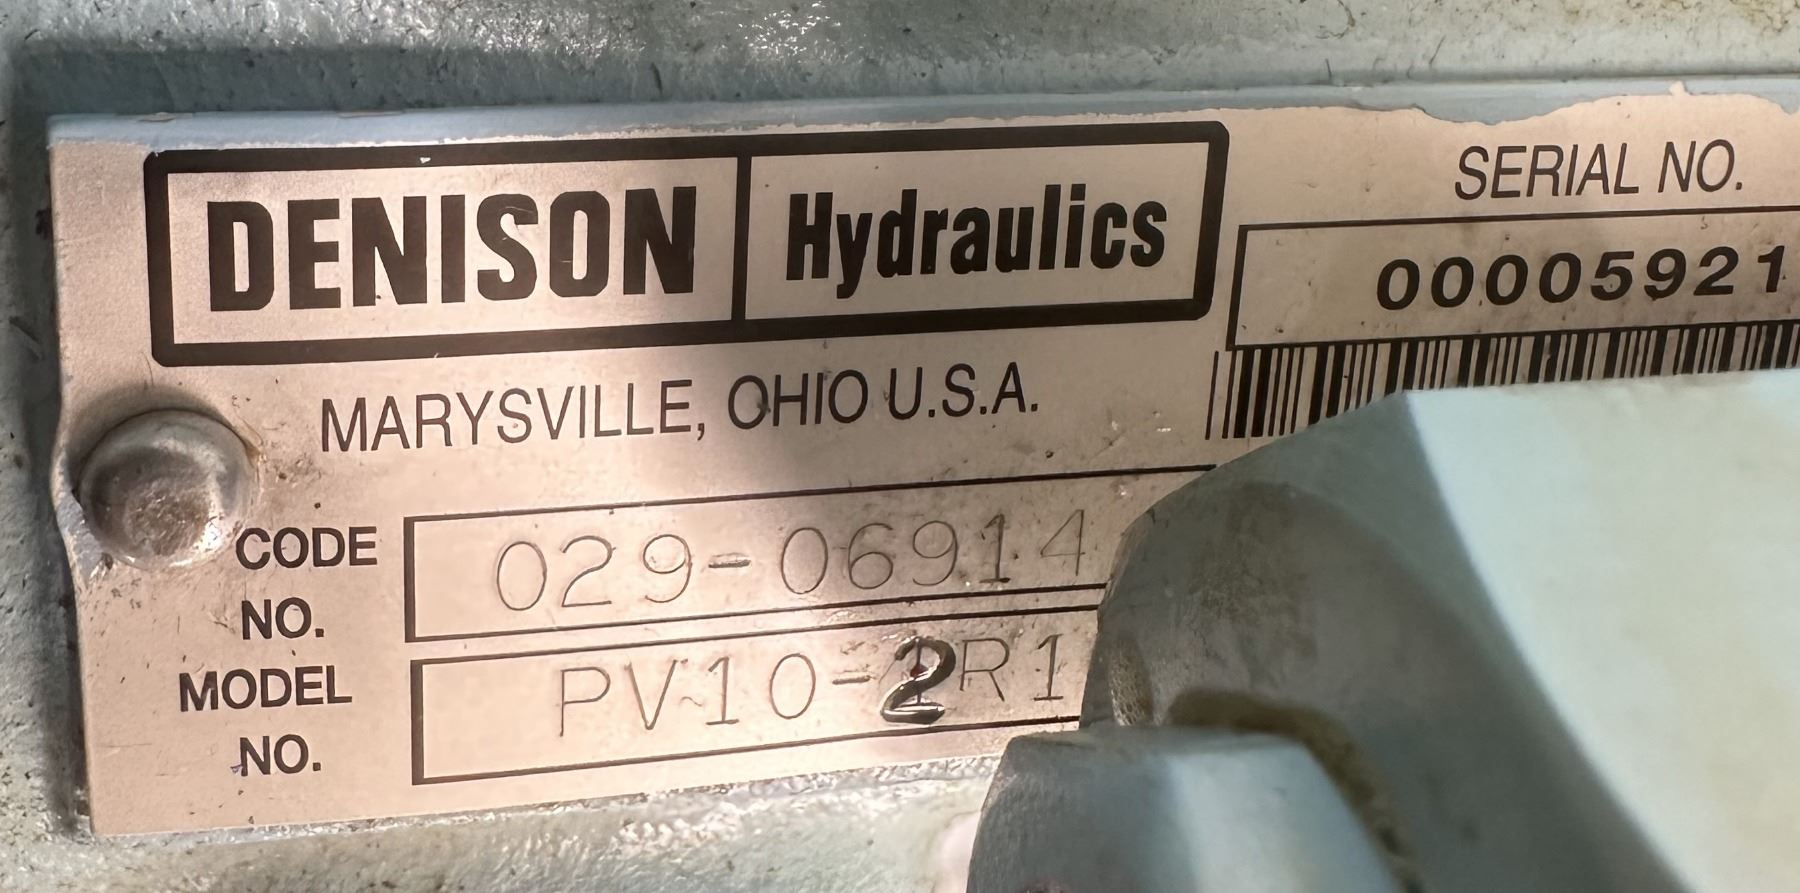 DENISON Hydraulics
SERIAL NO.
00005921
MARYSVILLE, OHIO U.S.A.
CODE NO. 029-06914
MODEL NO. PV10-2R1